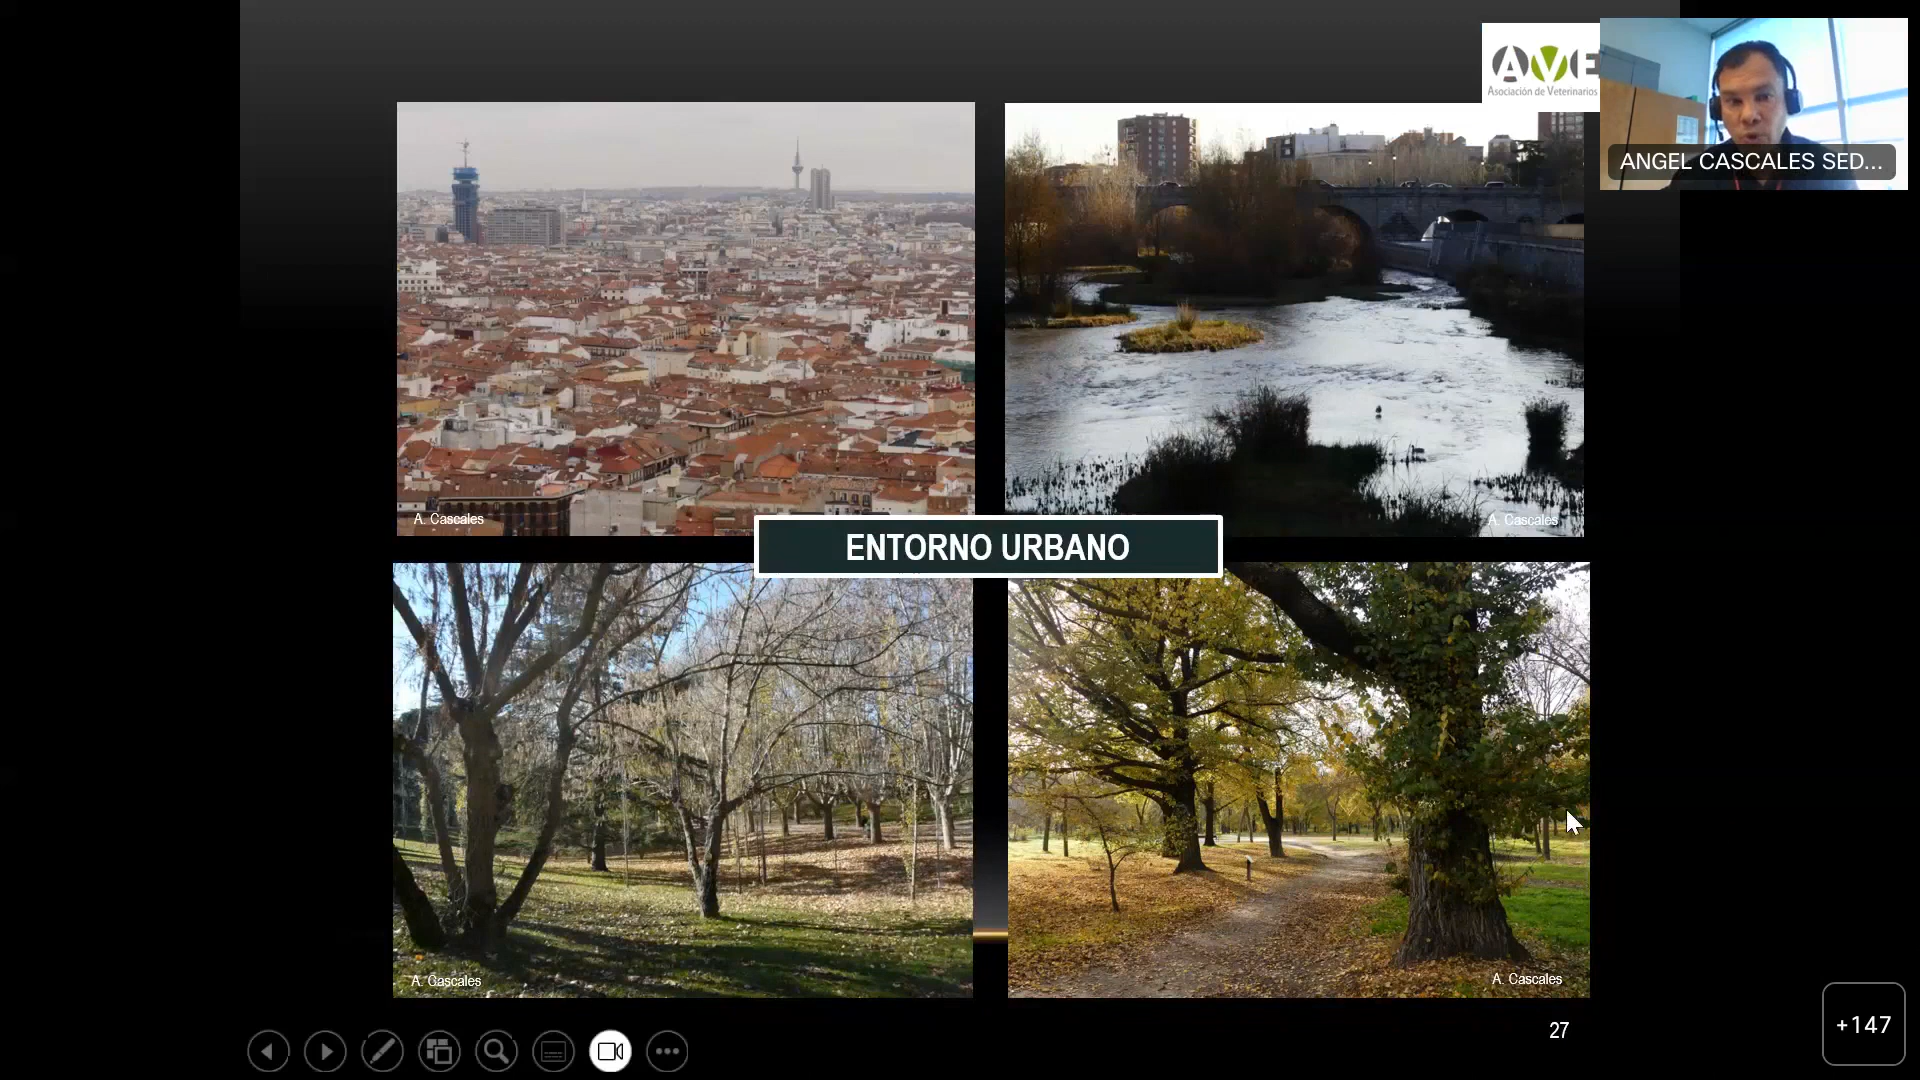 AVE
Asociación de Veterinarios
ANGEL CASCALES SED...
A. Cascales
A. Cascales
ENTORNO URBANO
A. Cascales
A. Cascales
27
+147